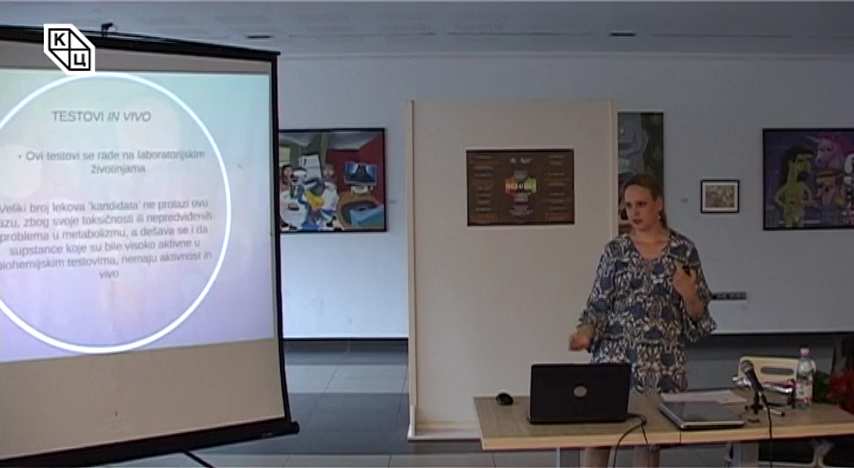 К
Ц
TESTOVI IN VIVO
• Ovi testovi se rade na laboratorijskim
životinjama
Veliki broj lekova 'kandidata' ne prolazi ovu
fazu, zbog svoje toksičnosti ili nepredviđenih
problema u metabolizmu, a dešava se i da
supstance koje su bile visoko aktivne u
biohemijskim testovima, nemaju aktivnost in
vivo